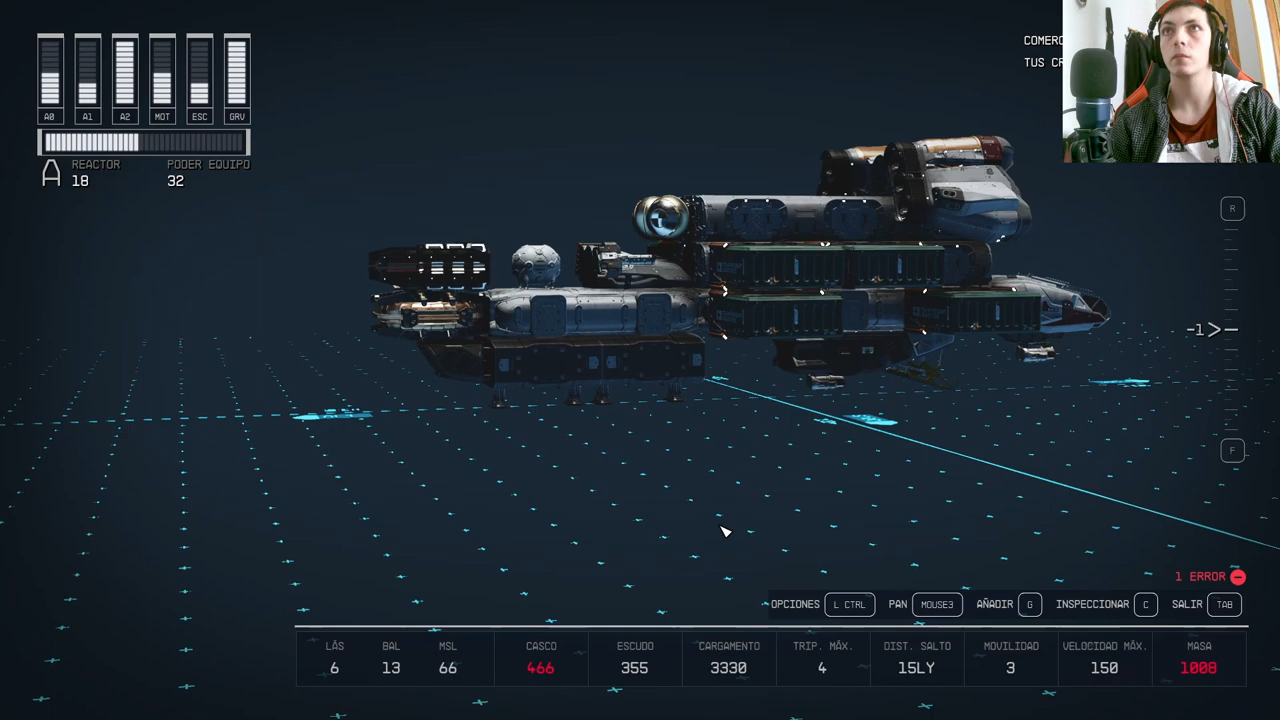 COMERC
TUS CR
A0 A1 A2 MOT ESC GRV
REACTOR PODER EQUIPO
18 32
R
-1
F
1 ERROR
OPCIONES L CTRL PAN MOUSE3 AÑADIR G INSPECCIONAR C SALIR TAB
LÁS BAL MSL CASCO ESCUDO CARGAMENTO TRIP. MÁX. DIST. SALTO MOVILIDAD VELOCIDAD MÁX. MASA
6 13 66 466 355 3330 4 15LY 3 150 1008